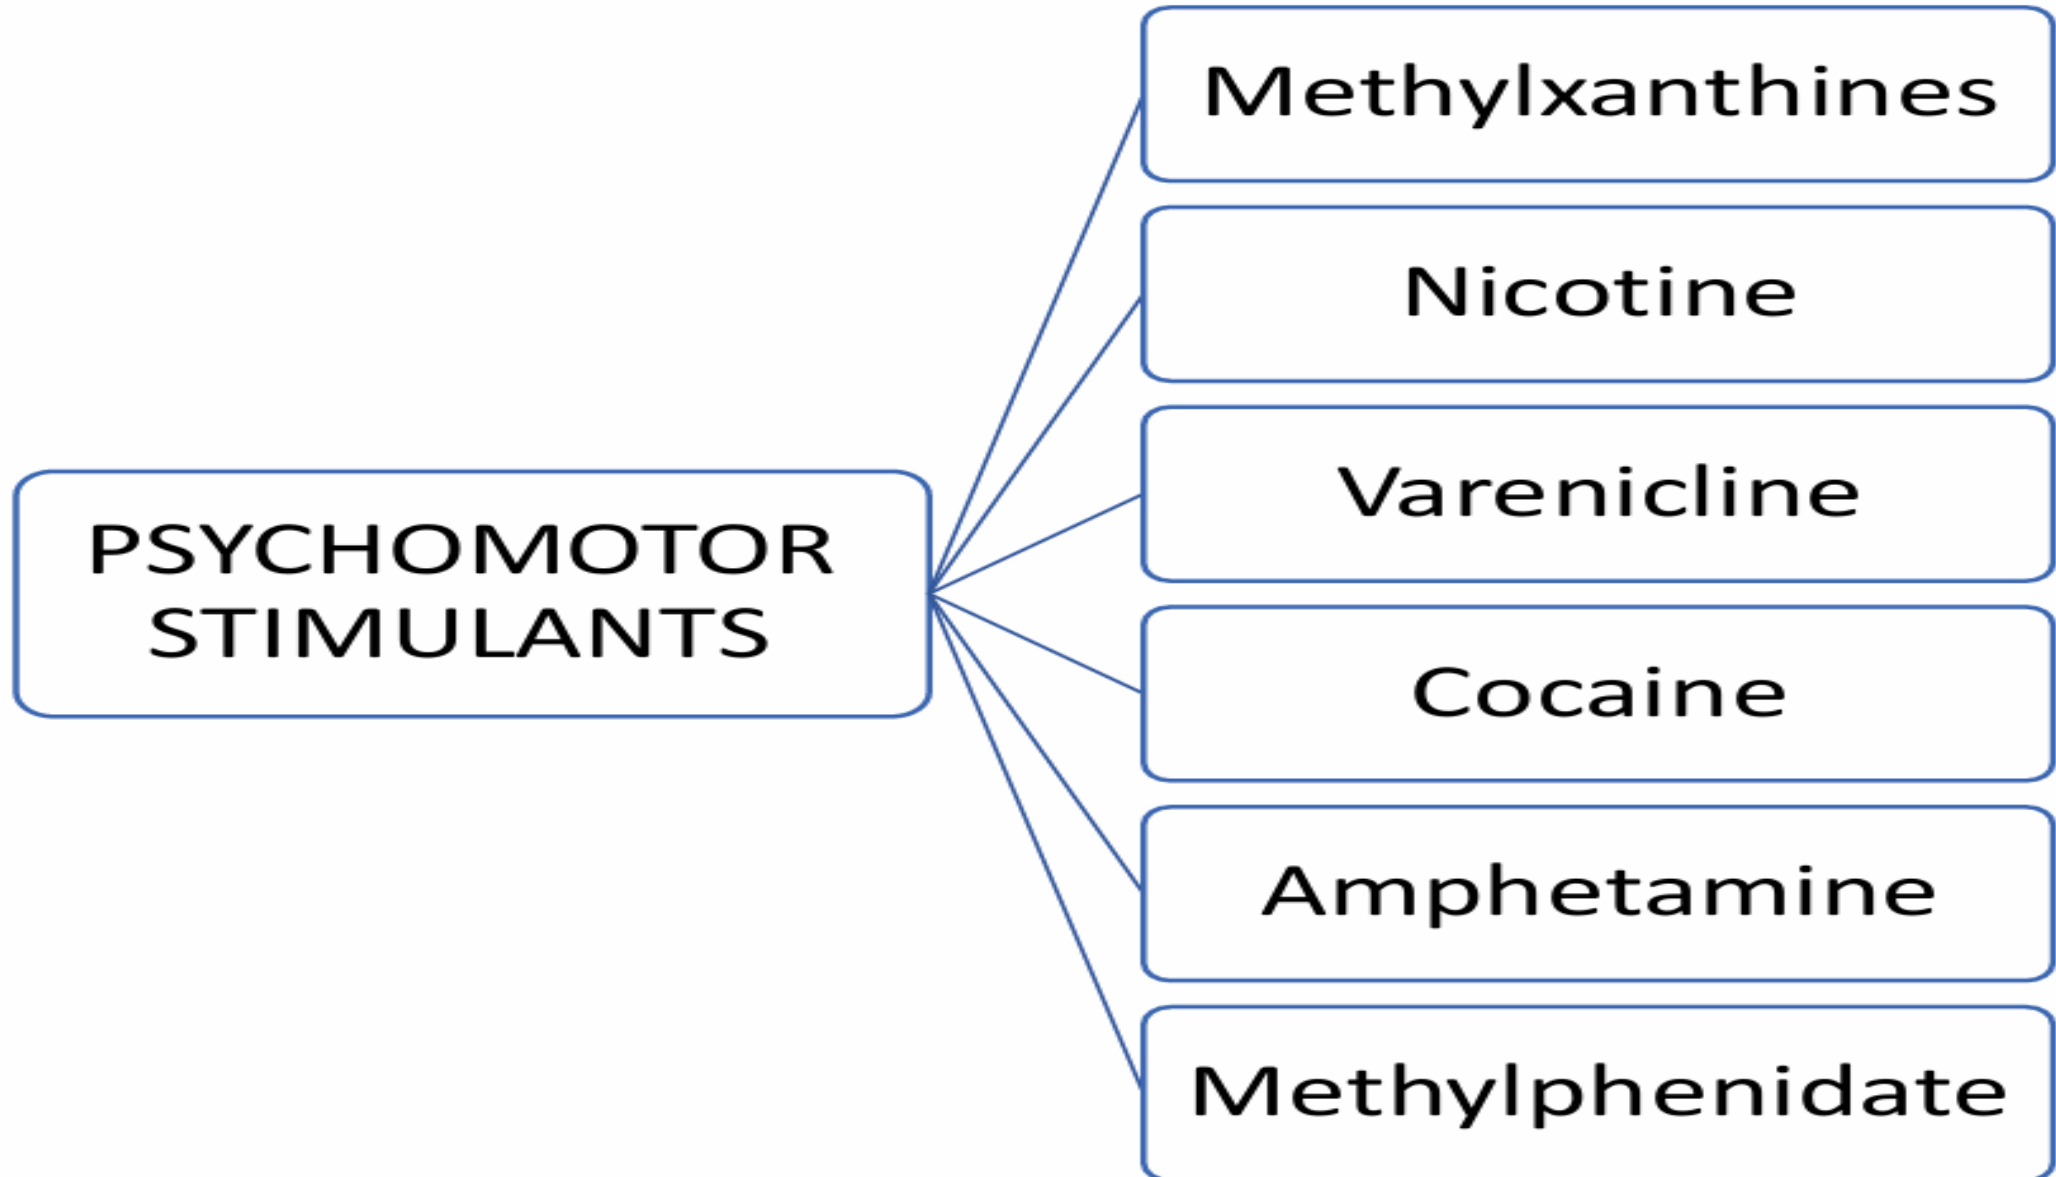 PSYCHOMOTOR
STIMULANTS
Methylxanthines
Nicotine
Varenicline
Cocaine
Amphetamine
Methylphenidate